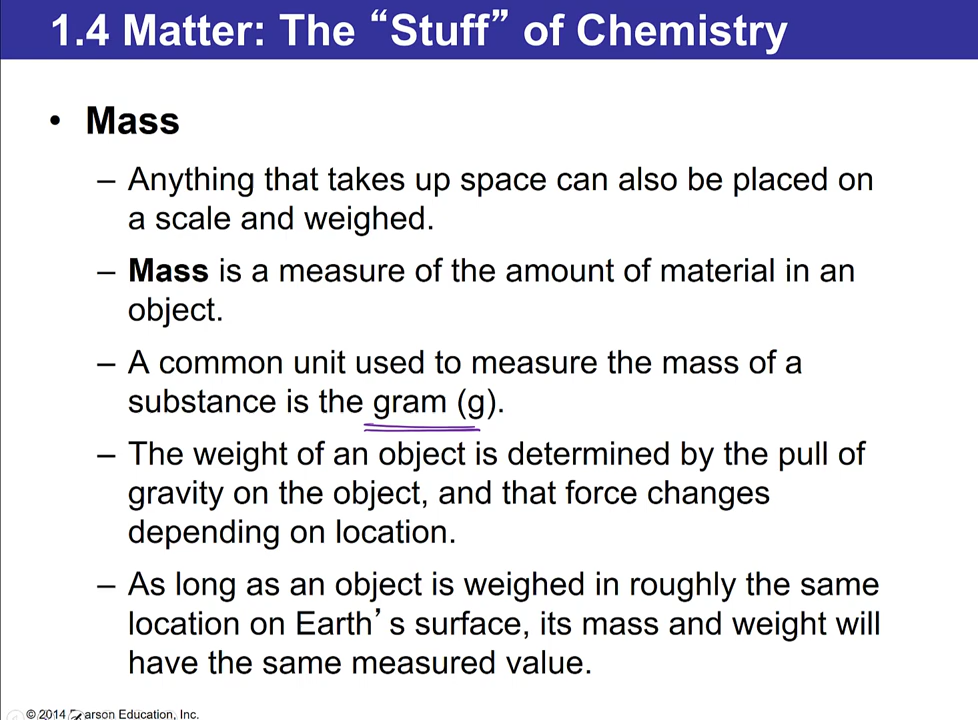 1.4 Matter: The “Stuff” of Chemistry
• Mass
– Anything that takes up space can also be placed on
a scale and weighed.
– Mass is a measure of the amount of material in an
object.
– A common unit used to measure the mass of a
substance is the gram (g).
– The weight of an object is determined by the pull of
gravity on the object, and that force changes
depending on location.
– As long as an object is weighed in roughly the same
location on Earth’s surface, its mass and weight will
have the same measured value.
© 2014 Pearson Education, Inc.